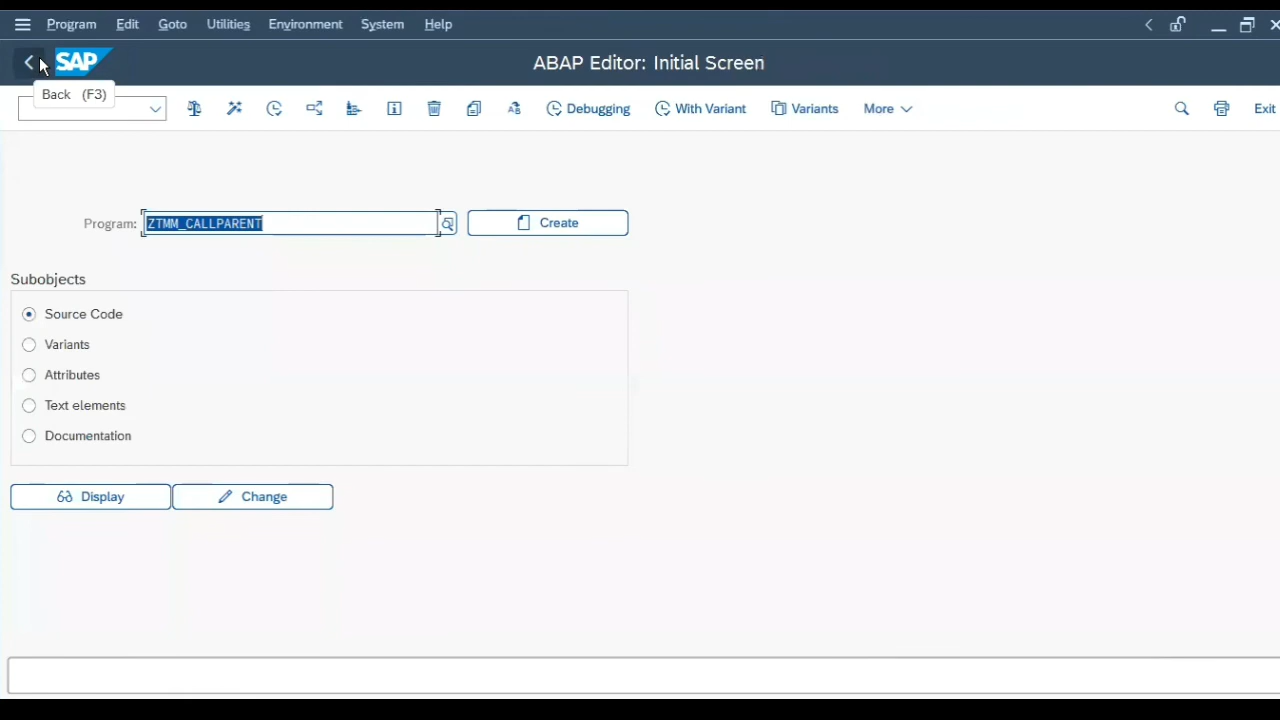 Program Edit Goto Utilities Environment System Help
SAP ABAP Editor: Initial Screen
Back (F3)
Debugging With Variant Variants More Exit
Program: ZTMM_CALLPARENT Create
Subobjects
Source Code
Variants
Attributes
Text elements
Documentation
Display Change